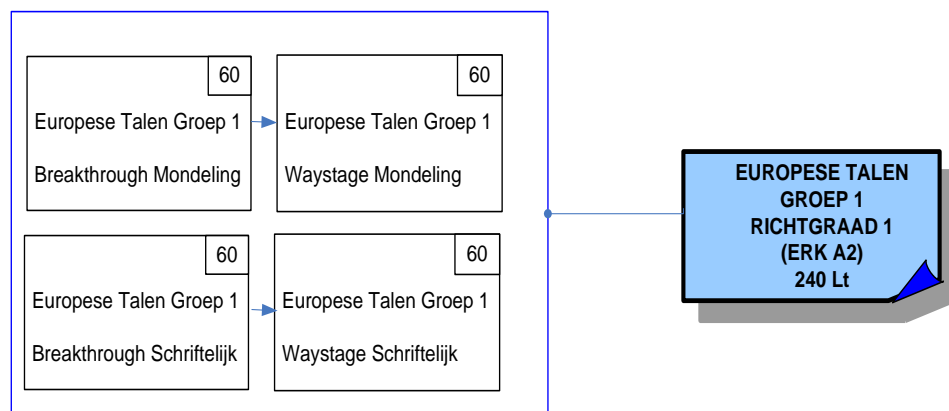 60
Europese Talen Groep 1
Breakthrough Mondeling
60
Europese Talen Groep 1
Waystage Mondeling
60
Europese Talen Groep 1
Breakthrough Schriftelijk
60
Europese Talen Groep 1
Waystage Schriftelijk
EUROPESE TALEN
GROEP 1
RICHTGRAAD 1
(ERK A2)
240 Lt